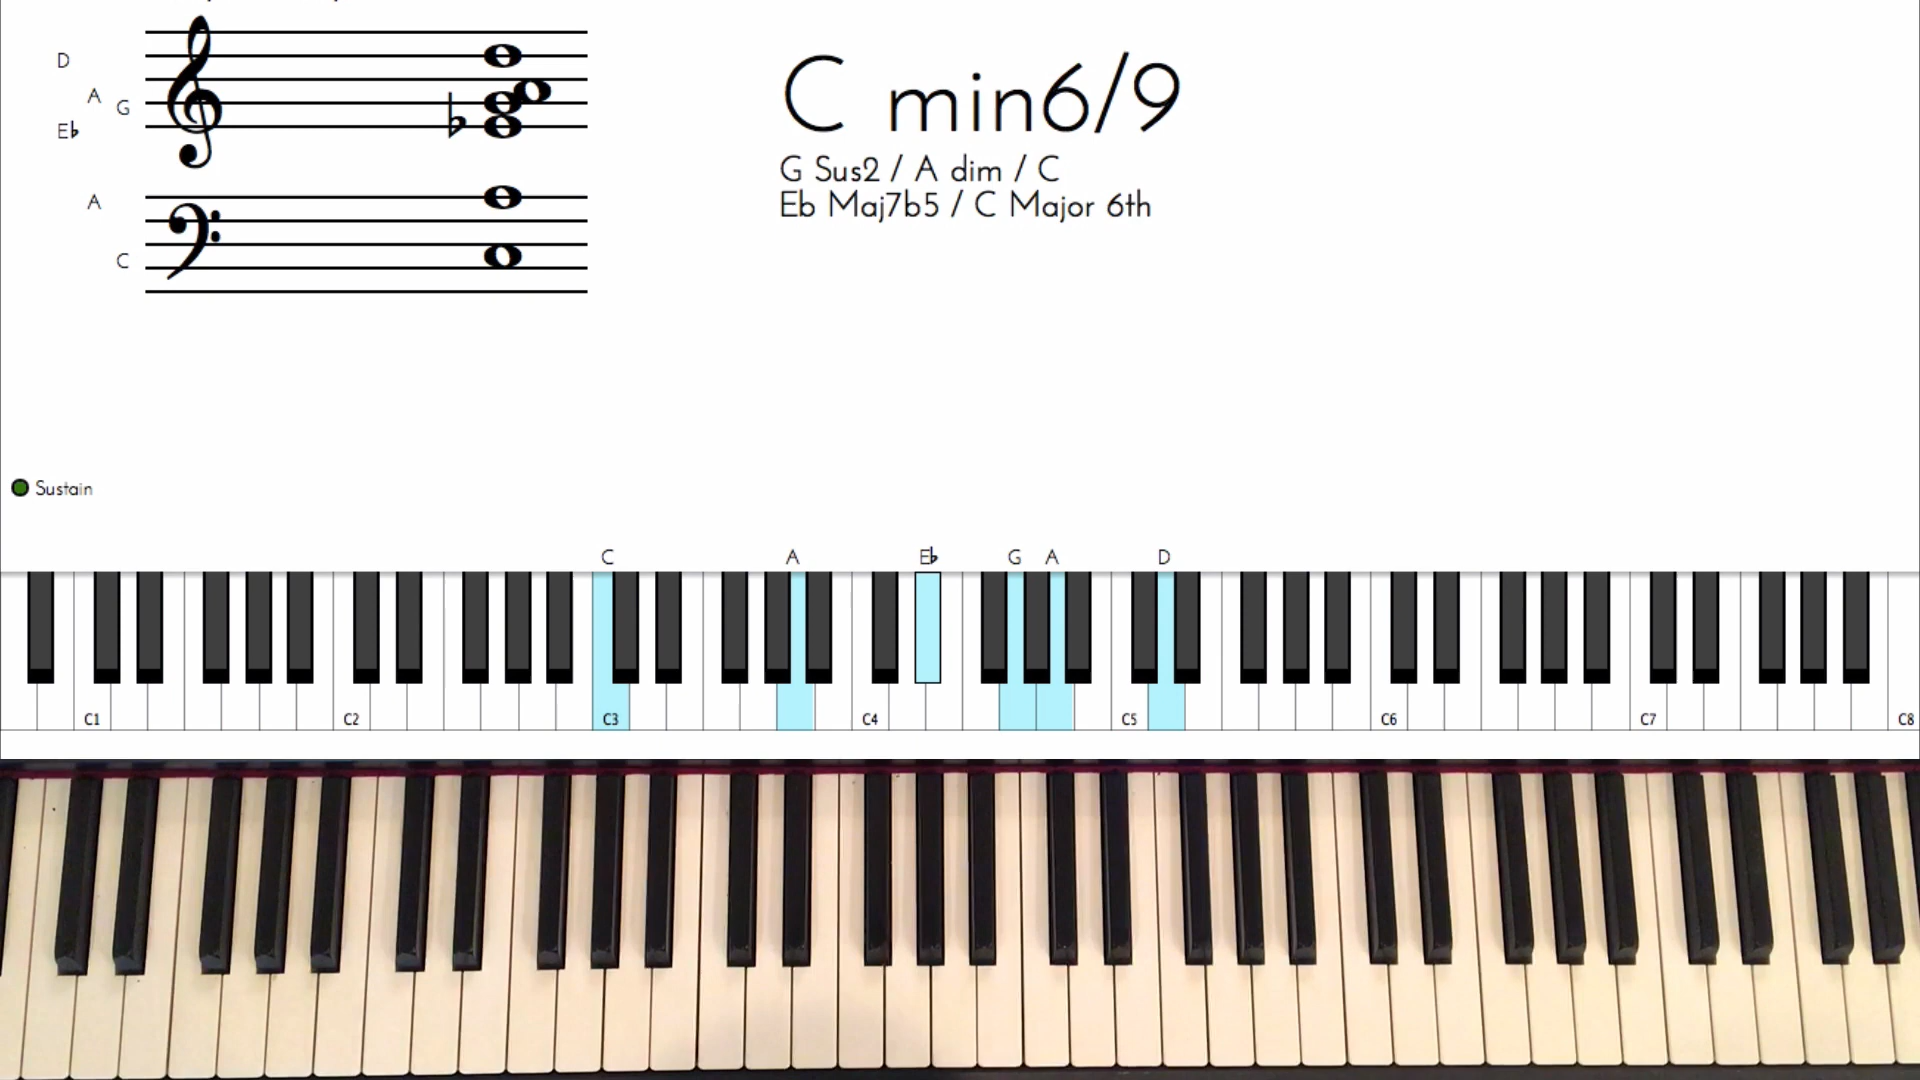 D
A G
E♭
A
C
C min6/9
G Sus2 / A dim / C
Eb Maj7b5 / C Major 6th
Sustain
C A E♭ G A D
C1 C2 C3 C4 C5 C6 C7 C8